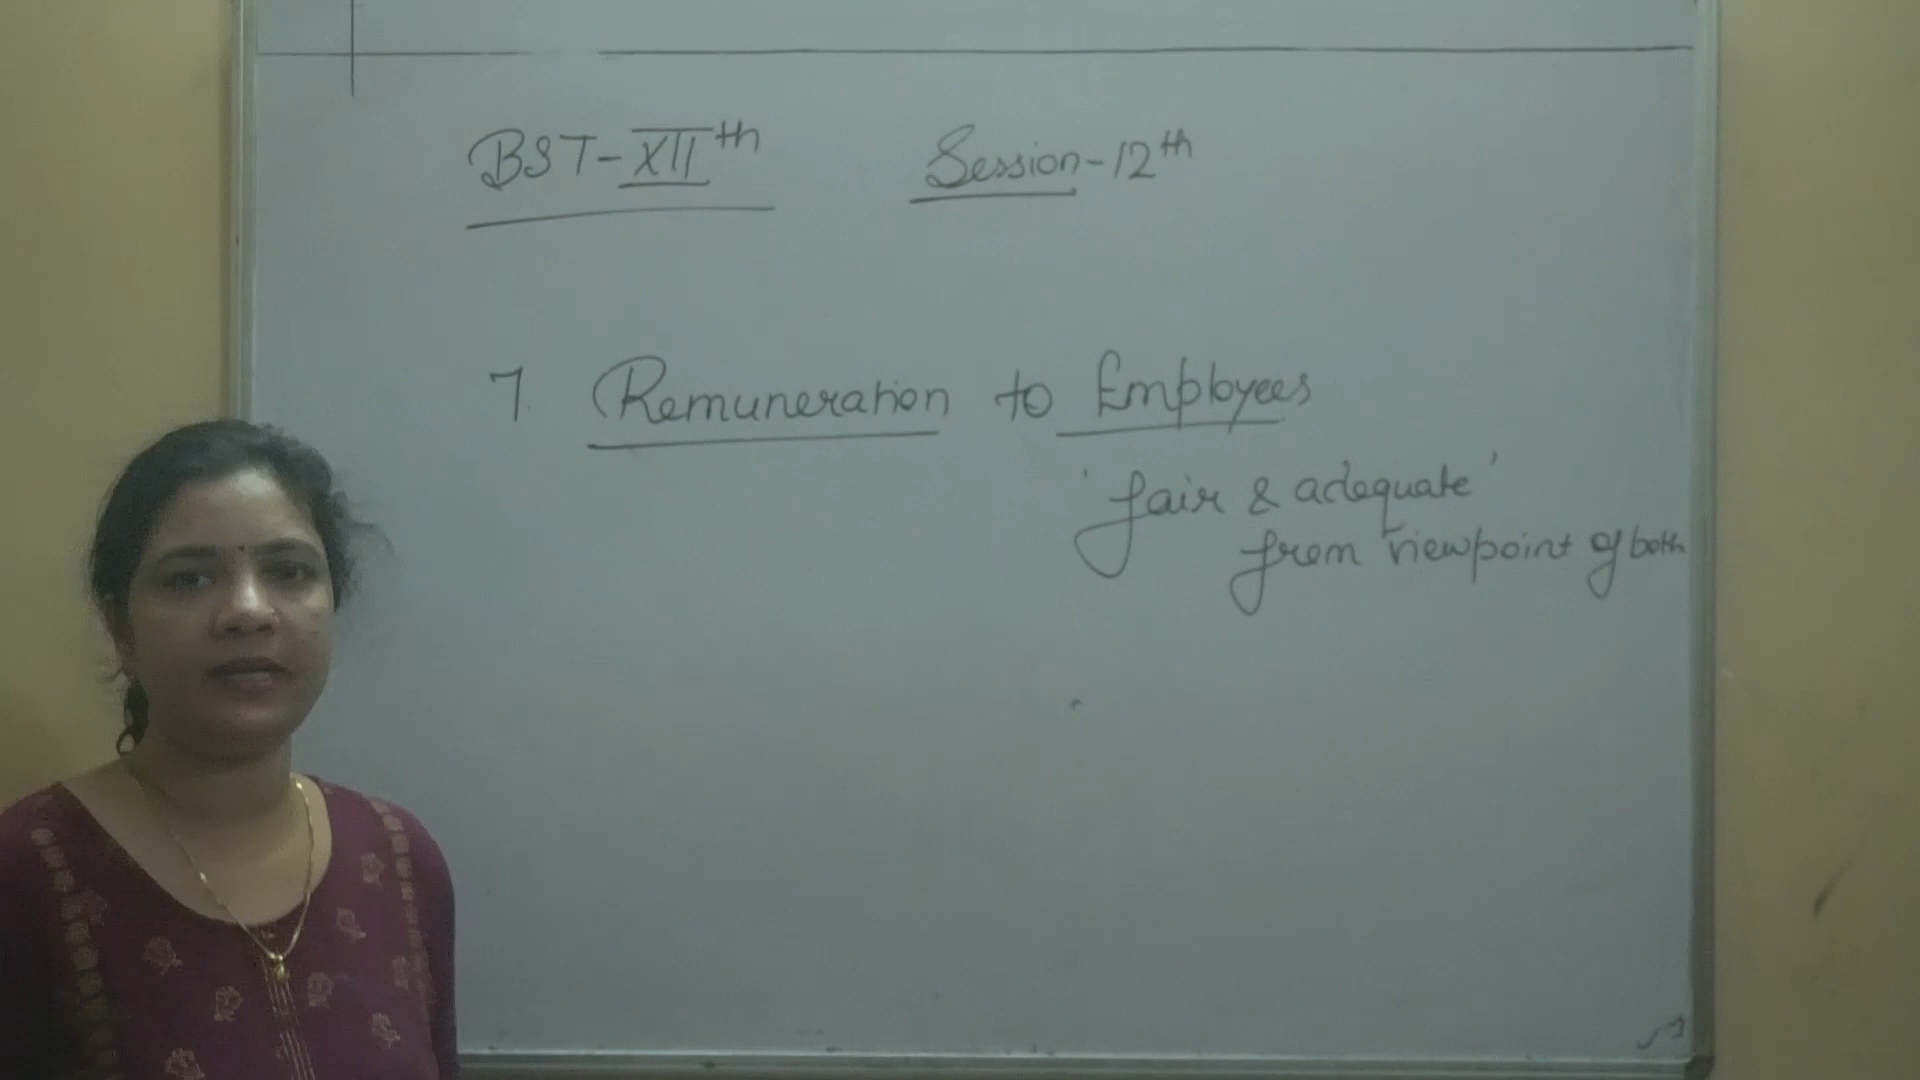 BST-XIIth Session-12th
7. Remuneration to Employees
'fair & adequate'
from viewpoint of both